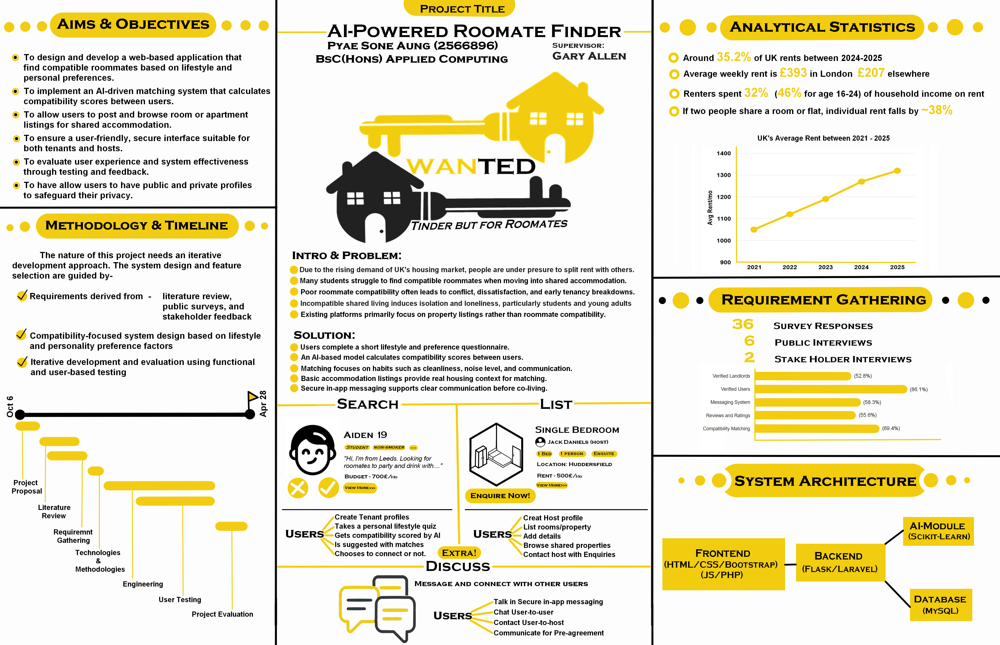 AIMS & OBJECTIVES
To design and develop a web-based application that
find compatible roommates based on lifestyle and
personal preferences.
To implement an AI-driven matching system that calculates
compatibility scores between users.
To allow users to post and browse room or apartment
listings for shared accommodation.
To ensure a user-friendly, secure interface suitable for
both tenants and hosts.
To evaluate user experience and system effectiveness
through testing and feedback.
To have allow users to have public and private profiles
to safeguard their privacy.
METHODOLOGY & TIMELINE
The nature of this project needs an iterative
development approach. The system design and feature
selection are guided by-
Requirements derived from - literature review,
public surveys, and
stakeholder feedback
Compatibility-focused system design based on lifestyle
and personality preference factors
Iterative development and evaluation using functional
and user-based testing
Oct 6
Apr 28
Project
Proposal
Literature
Review
Requiremnt
Gathering
Technologies
&
Methodologies
Engineering
User Testing
Project Evaluation
PROJECT TITLE
AI-POWERED ROOMATE FINDER
PYAE SONE AUNG (2566896)
BSC(HONS) APPLIED COMPUTING
SUPERVISOR:
GARY ALLEN
WANTED
TINDER BUT FOR ROOMATES
INTRO & PROBLEM:
Due to the rising demand of UK's housing market, people are under presure to split rent with others.
Many students struggle to find compatible roommates when moving into shared accommodation.
Poor roommate compatibility often leads to conflict, dissatisfaction, and early tenancy breakdowns.
Incompatible shared living induces isolation and loneliness, particularly students and young adults
Existing platforms primarily focus on property listings rather than roommate compatibility.
SOLUTION:
Users complete a short lifestyle and preference questionnaire.
An AI-based model calculates compatibility scores between users.
Matching focuses on habits such as cleanliness, noise level, and communication.
Basic accommodation listings provide real housing context for matching.
Secure in-app messaging supports clear communication before co-living.
SEARCH
AIDEN 19
STUDENT NON-SMOKER ....
"Hi, I'm from Leeds. Looking for
roomates to party and drink with...."
BUDGET - 700£/MO
VIEW MORE>>>
USERS
Create Tenant profiles
Takes a personal lifestyle quiz
Gets compatibility scored by AI
Is suggested with matches
Chooses to connect or not.
LIST
SINGLE BEDROOM
JACK DANIELS (HOST)
1 BED 1 PERSON ENSUITE
LOCATION: HUDDERSFIELD
RENT - 500£/MO
VIEW MORE>>>
ENQUIRE NOW!
USERS
Creat Host profile
List rooms/property
Add details
Browse shared properties
Contact host with Enquiries
EXTRA!
DISCUSS
MESSAGE AND CONNECT WITH OTHER USERS
USERS
Talk in Secure in-app messaging
Chat User-to-user
Contact User-to-host
Communicate for Pre-agreement
ANALYTICAL STATISTICS
Around 35.2% of UK rents between 2024-2025
Average weekly rent is £393 in London £207 elsewhere
Renters spent 32% (46% for age 16-24) of household income on rent
If two people share a room or flat, individual rent falls by ~38%
UK's Average Rent between 2021 - 2025
Avg Rent/mo
1400
1300
1200
1100
1000
900
2021 2022 2023 2024 2025
REQUIREMENT GATHERING
36 SURVEY RESPONSES
6 PUBLIC INTERVIEWS
2 STAKE HOLDER INTERVIEWS
Verified Landlords (52.8%)
Verified Users (86.1%)
Messaging System (58.3%)
Reviews and Ratings (55.6%)
Compatibility Matching (69.4%)
SYSTEM ARCHITECTURE
FRONTEND
(HTML/CSS/BOOTSTRAP)
(JS/PHP)
BACKEND
(FLASK/LARAVEL)
AI-MODULE
(SCIKIT-LEARN)
DATABASE
(MYSQL)